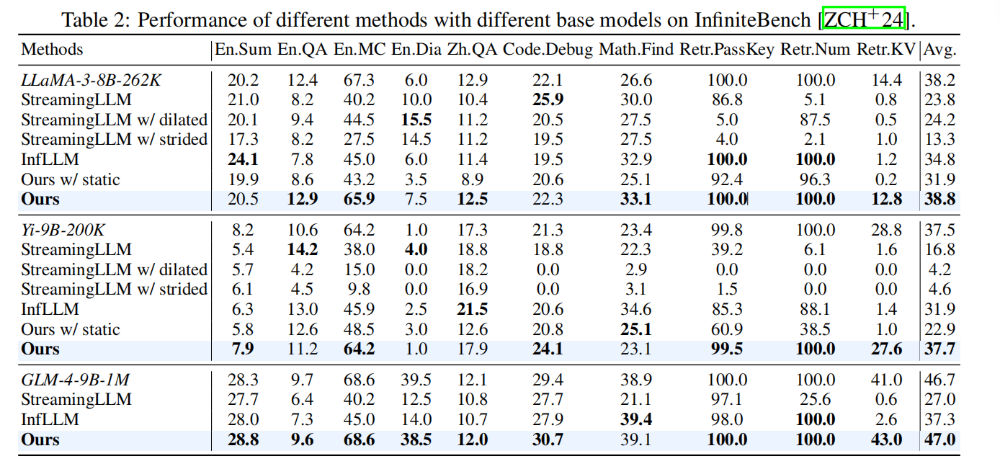 Table 2: Performance of different methods with different base models on InfiniteBench [ZCH+24].
Methods En.Sum En.QA En.MC En.Dia Zh.QA Code.Debug Math.Find Retr.PassKey Retr.Num Retr.KV Avg.
LLaMA-3-8B-262K 20.2 12.4 67.3 6.0 12.9 22.1 26.6 100.0 100.0 14.4 38.2
StreamingLLM 21.0 8.2 40.2 10.0 10.4 25.9 30.0 86.8 5.1 0.8 23.8
StreamingLLM w/ dilated 20.1 9.4 44.5 15.5 11.2 20.5 27.5 5.0 87.5 0.5 24.2
StreamingLLM w/ strided 17.3 8.2 27.5 14.5 11.2 19.5 27.5 4.0 2.1 1.0 13.3
InfLLM 24.1 7.8 45.0 6.0 11.4 19.5 32.9 100.0 100.0 1.2 34.8
Ours w/ static 19.9 8.6 43.2 3.5 8.9 20.6 25.1 92.4 96.3 0.2 31.9
Ours 20.5 12.9 65.9 7.5 12.5 22.3 33.1 100.0 100.0 12.8 38.8
Yi-9B-200K 8.2 10.6 64.2 1.0 17.3 21.3 23.4 99.8 100.0 28.8 37.5
StreamingLLM 5.4 14.2 38.0 4.0 18.8 18.8 22.3 39.2 6.1 1.6 16.8
StreamingLLM w/ dilated 5.7 4.2 15.0 0.0 18.2 0.0 2.9 0.0 0.0 0.0 4.2
StreamingLLM w/ strided 6.1 4.5 9.8 0.0 16.9 0.0 3.1 1.5 0.0 0.0 4.6
InfLLM 6.3 13.0 45.9 2.5 21.5 20.6 34.6 85.3 88.1 1.4 31.9
Ours w/ static 5.8 12.6 48.5 3.0 12.6 20.8 25.1 60.9 38.5 1.0 22.9
Ours 7.9 11.2 64.2 1.0 17.9 24.1 23.1 99.5 100.0 27.6 37.7
GLM-4-9B-1M 28.3 9.7 68.6 39.5 12.1 29.4 38.9 100.0 100.0 41.0 46.7
StreamingLLM 27.7 6.4 40.2 12.5 10.8 27.7 21.1 97.1 25.6 0.6 27.0
InfLLM 28.0 7.3 45.0 14.0 10.7 27.9 39.4 98.0 100.0 2.6 37.3
Ours 28.8 9.6 68.6 38.5 12.0 30.7 39.1 100.0 100.0 43.0 47.0